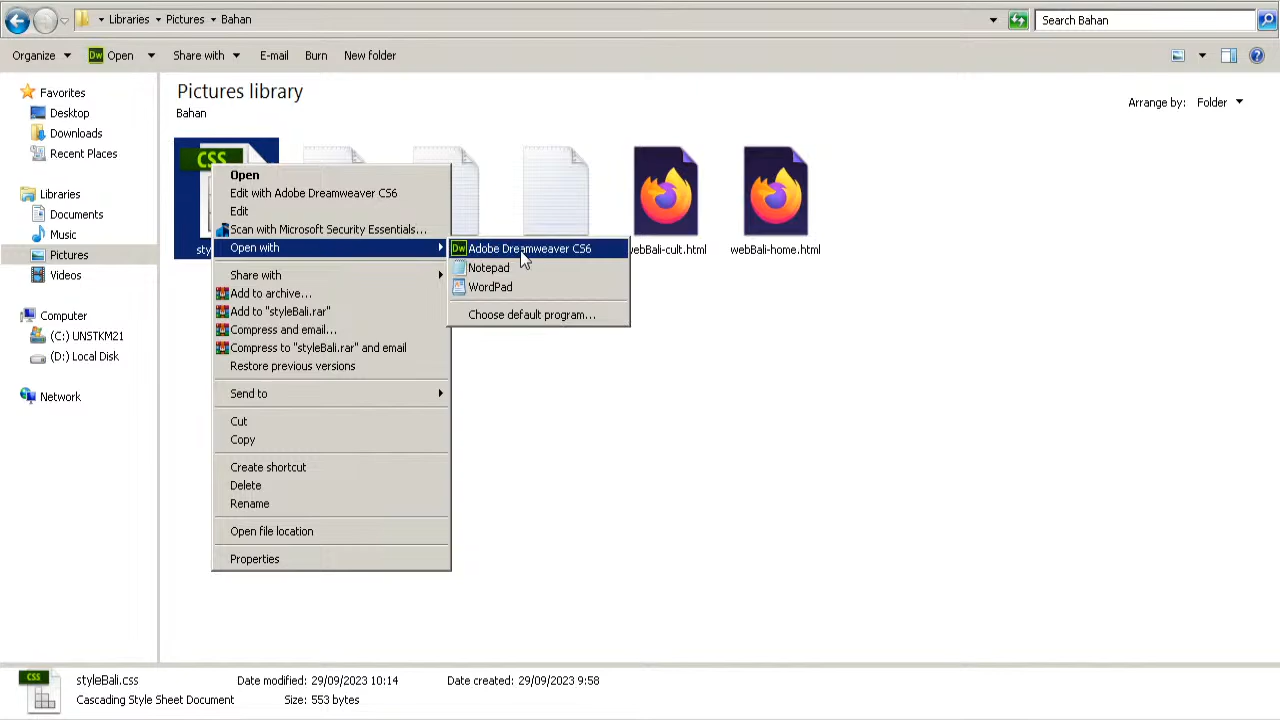 Libraries
Pictures
Bahan
Search Bahan
Organize
Dw
Open
Share with
E-mail
Burn
New folder
Favorites
Desktop
Downloads
Recent Places
Libraries
Documents
Music
Pictures
Videos
Computer
(C:) UNSTKM21
(D:) Local Disk
Network
Pictures library
Bahan
Arrange by:
Folder
CSS
sty
webBali-cult.html
webBali-home.html
Open
Edit with Adobe Dreamweaver CS6
Edit
Scan with Microsoft Security Essentials...
Open with
Share with
Add to archive...
Add to "styleBali.rar"
Compress and email...
Compress to "styleBali.rar" and email
Restore previous versions
Send to
Cut
Copy
Create shortcut
Delete
Rename
Open file location
Properties
Dw
Adobe Dreamweaver CS6
Notepad
WordPad
Choose default program...
CSS
styleBali.css
Date modified: 29/09/2023 10:14
Date created: 29/09/2023 9:58
Cascading Style Sheet Document
Size: 553 bytes